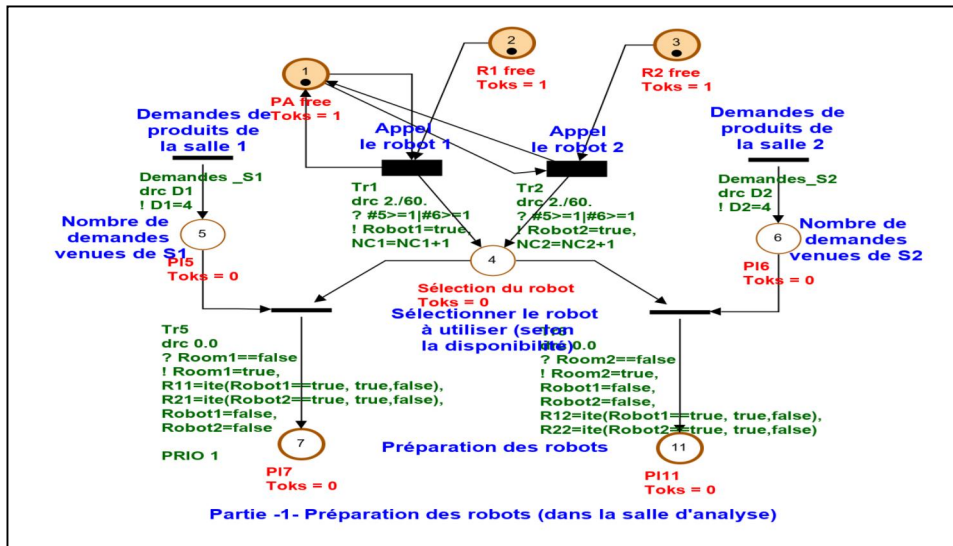 2
3
1
R1 free
Toks = 1
R2 free
Toks = 1
PA free
Toks = 1
Demandes de
produits de
la salle 1
Appel
le robot 1
Appel
le robot 2
Demandes de
produits de
la salle 2
Demandes _S1
drc D1
! D1=4
Tr1
drc 2./60.
? #5>=1|#6>=1
! Robot1=true,
NC1=NC1+1
Tr2
drc 2./60.
? #5>=1|#6>=1
! Robot2=true,
NC2=NC2+1
Demandes_S2
drc D2
! D2=4
Nombre de
demandes
venues de S1
5
Pl5
Toks = 0
4
Sélection du robot
Toks = 0
6
Nombre de
demandes
venues de S2
Pl6
Toks = 0
Sélectionner le robot
à utiliser (selon
la disponibilité)
Tr5
drc 0.0
? Room1==false
! Room1=true,
R11=ite(Robot1==true, true,false),
R21=ite(Robot2==true, true,false),
Robot1=false,
Robot2=false
PRIO 1
drc 0.0
? Room2==false
! Room2=true,
Robot1=false,
Robot2=false,
R12=ite(Robot1==true, true,false),
R22=ite(Robot2==true, true,false)
7
Pl7
Toks = 0
Préparation des robots
11
Pl11
Toks = 0
Partie -1- Préparation des robots (dans la salle d'analyse)